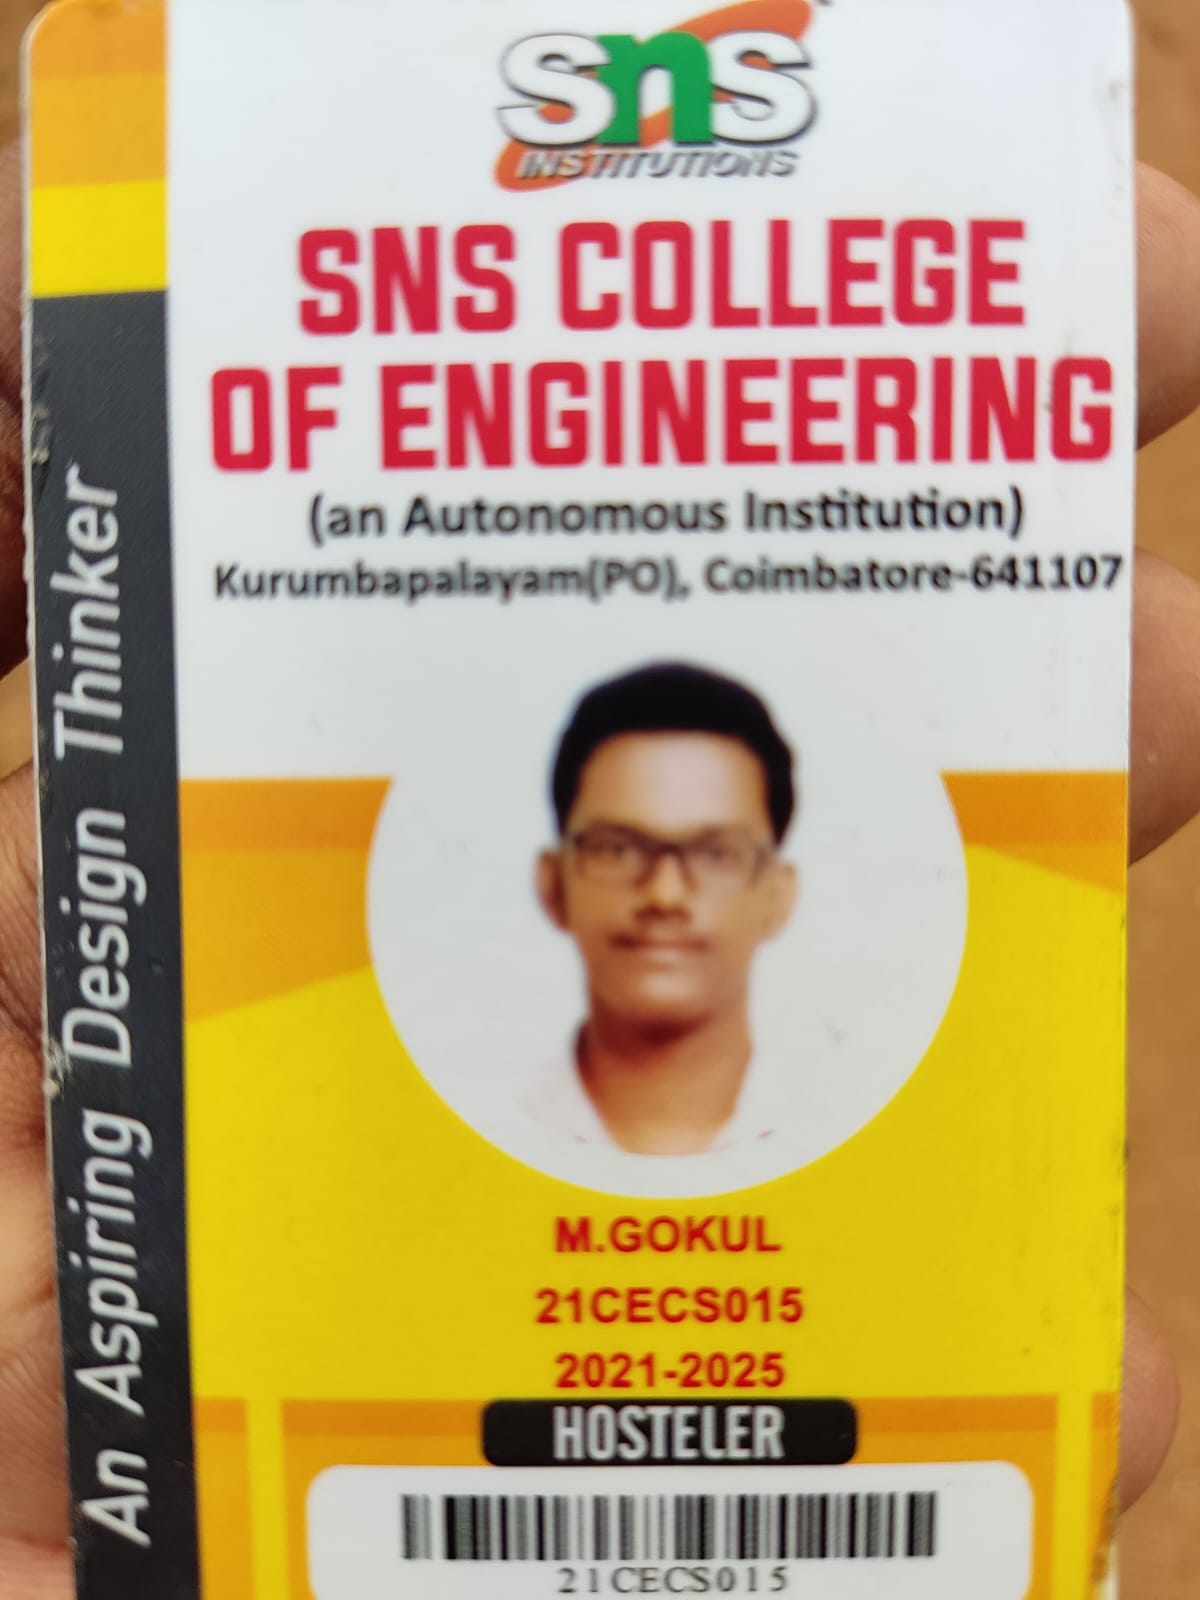 sns
INSTITUTIONS
SNS COLLEGE
OF ENGINEERING
(an Autonomous Institution)
Kurumbapalayam(PO), Coimbatore-641107
An Aspiring Design Thinker
M.GOKUL
21CECS015
2021-2025
HOSTELER
21CECS015